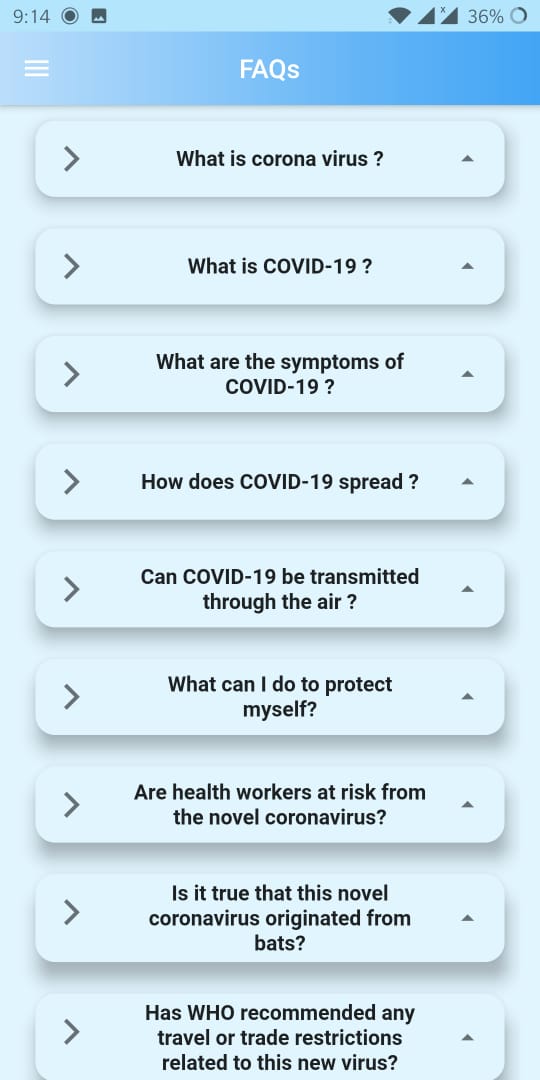 9:14
x
36%
FAQs
What is corona virus ?
What is COVID-19 ?
What are the symptoms of
COVID-19 ?
How does COVID-19 spread ?
Can COVID-19 be transmitted
through the air ?
What can I do to protect
myself?
Are health workers at risk from
the novel coronavirus?
Is it true that this novel
coronavirus originated from
bats?
Has WHO recommended any
travel or trade restrictions
related to this new virus?